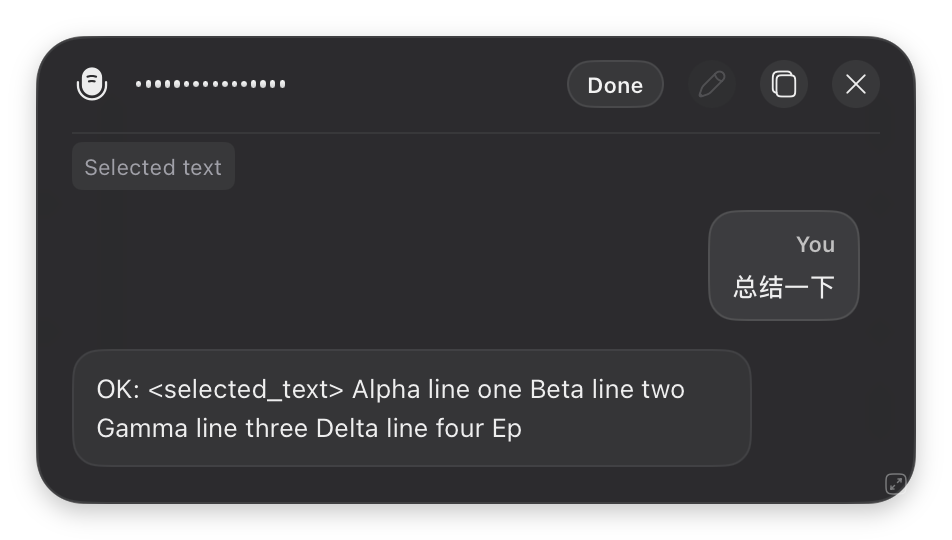 Done
Selected text
You
总结一下
OK: <selected_text> Alpha line one Beta line two
Gamma line three Delta line four Ep